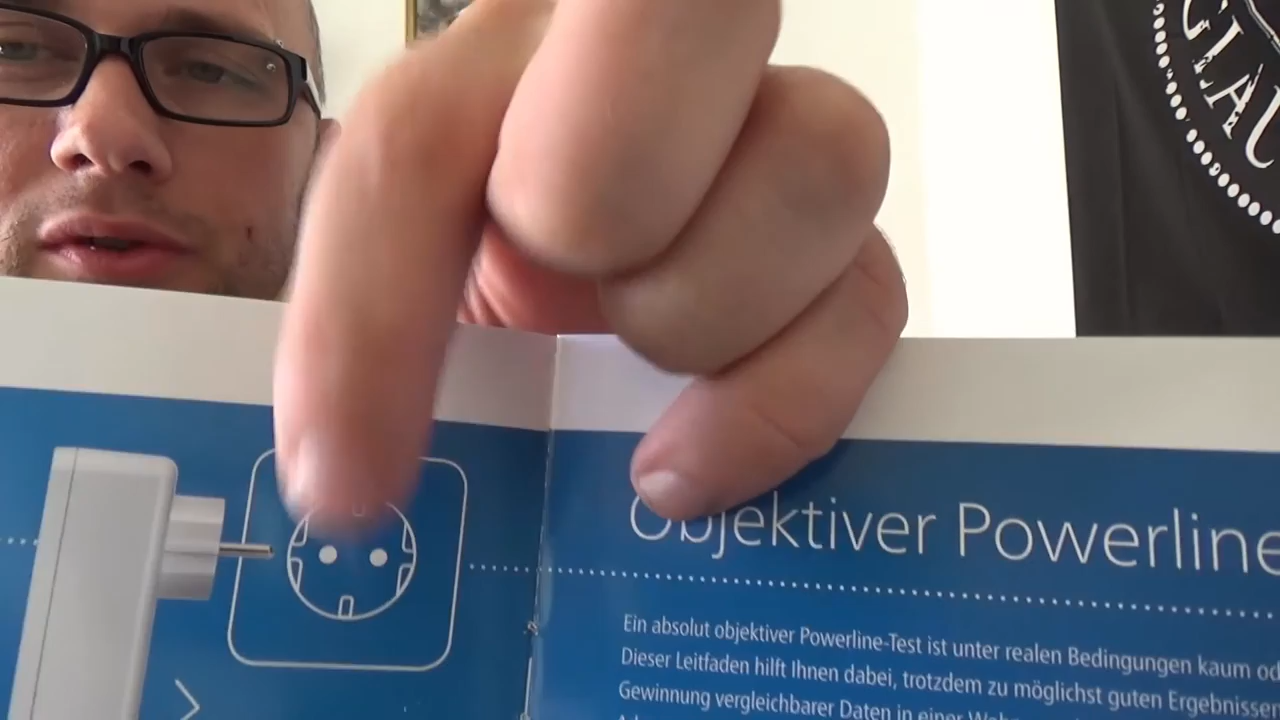 GLAU
Objektiver Powerline
Ein absolut objektiver Powerline-Test ist unter realen Bedingungen kaum
Dieser Leitfaden hilft Ihnen dabei, trotzdem zu möglichst guten Ergebnissen
Gewinnung vergleichbarer Daten in einer